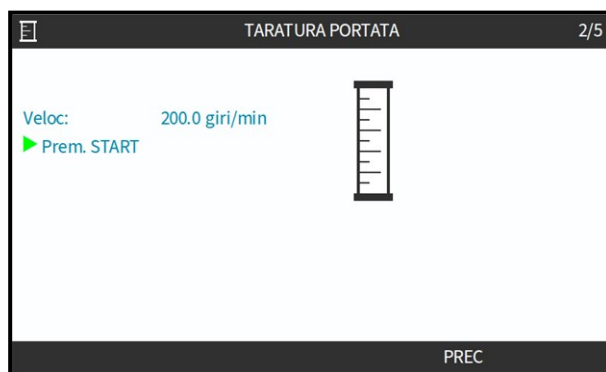 TARATURA PORTATA 2/5
Veloc: 200.0 giri/min
Prem. START
PREC